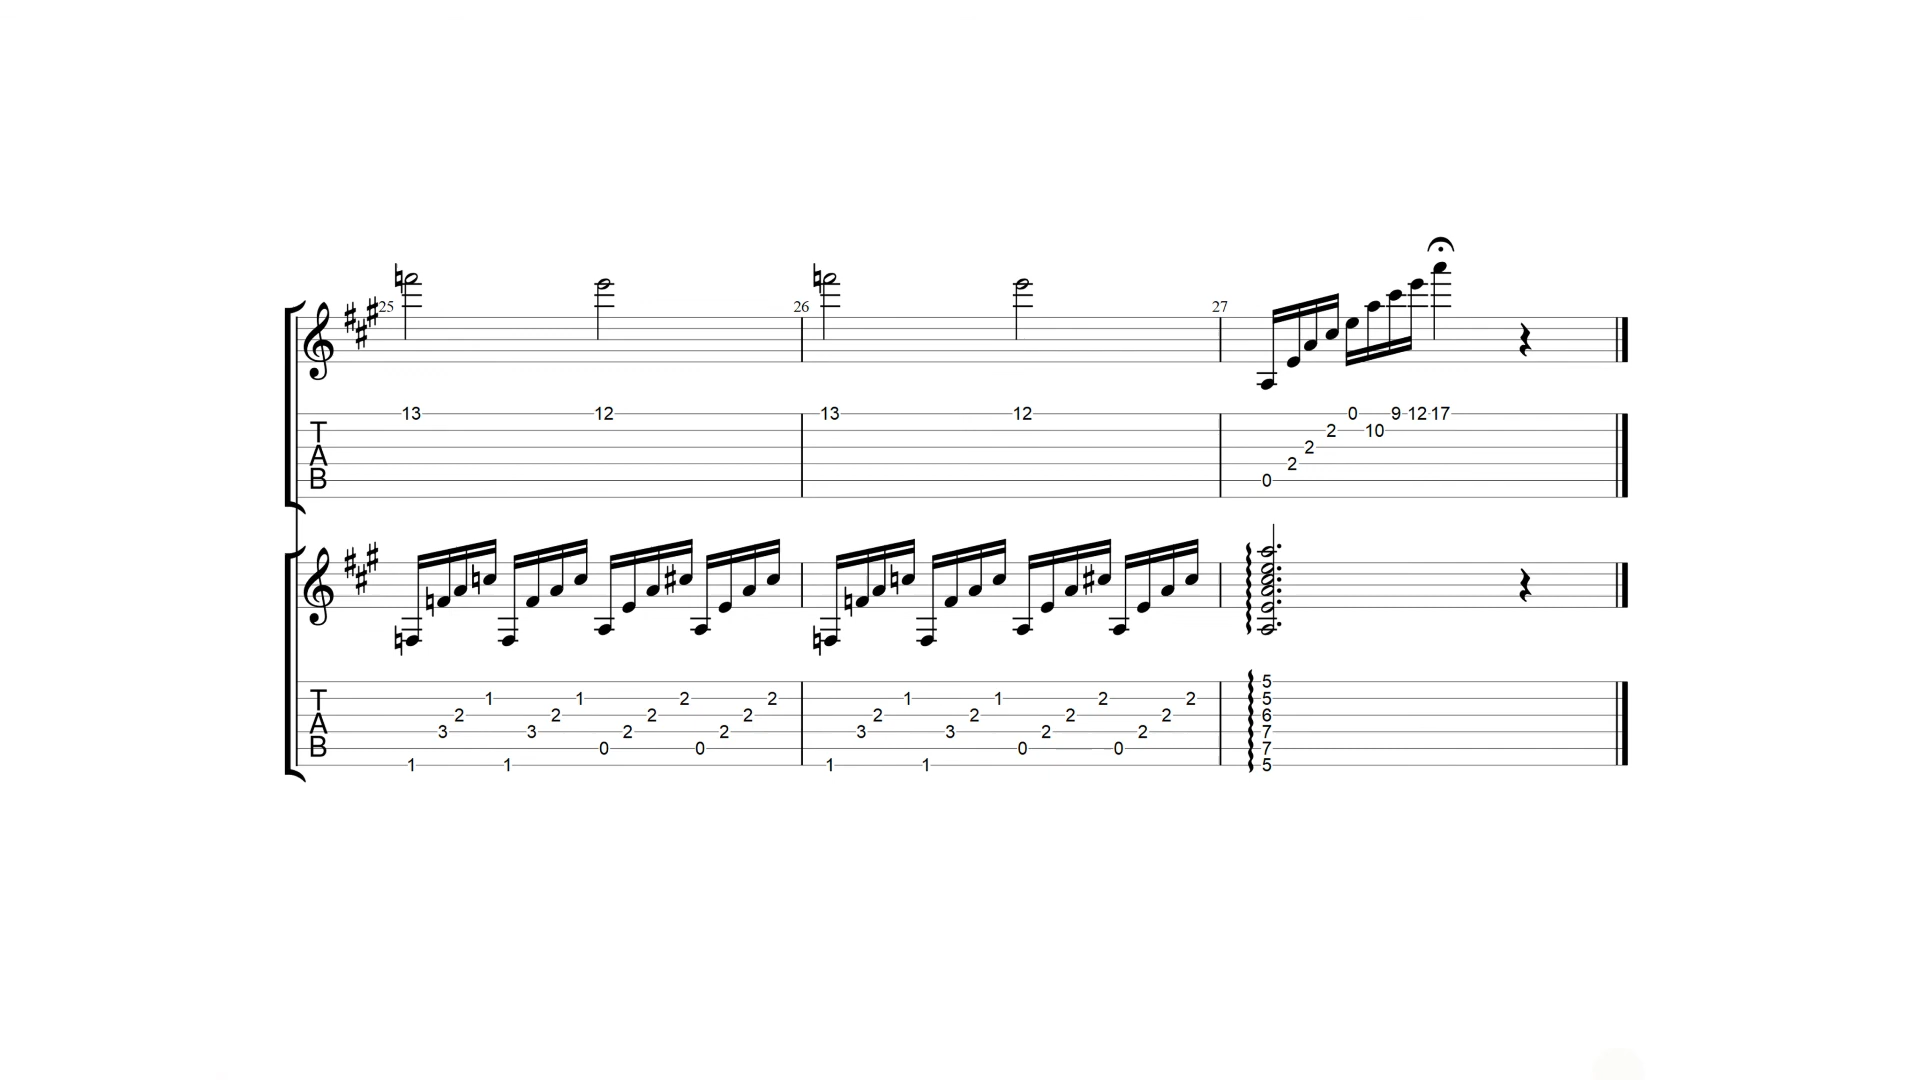 25 26 27
13 12 13 12 0 9 12 17
T 2 10
2
A 2
B 0
5
T 1 1 2 2 1 1 2 2 5
2 2 2 2 2 2 2 2 6
A 3 3 2 2 3 3 2 2 7
B 0 0 0 0 7
1 1 1 1 5